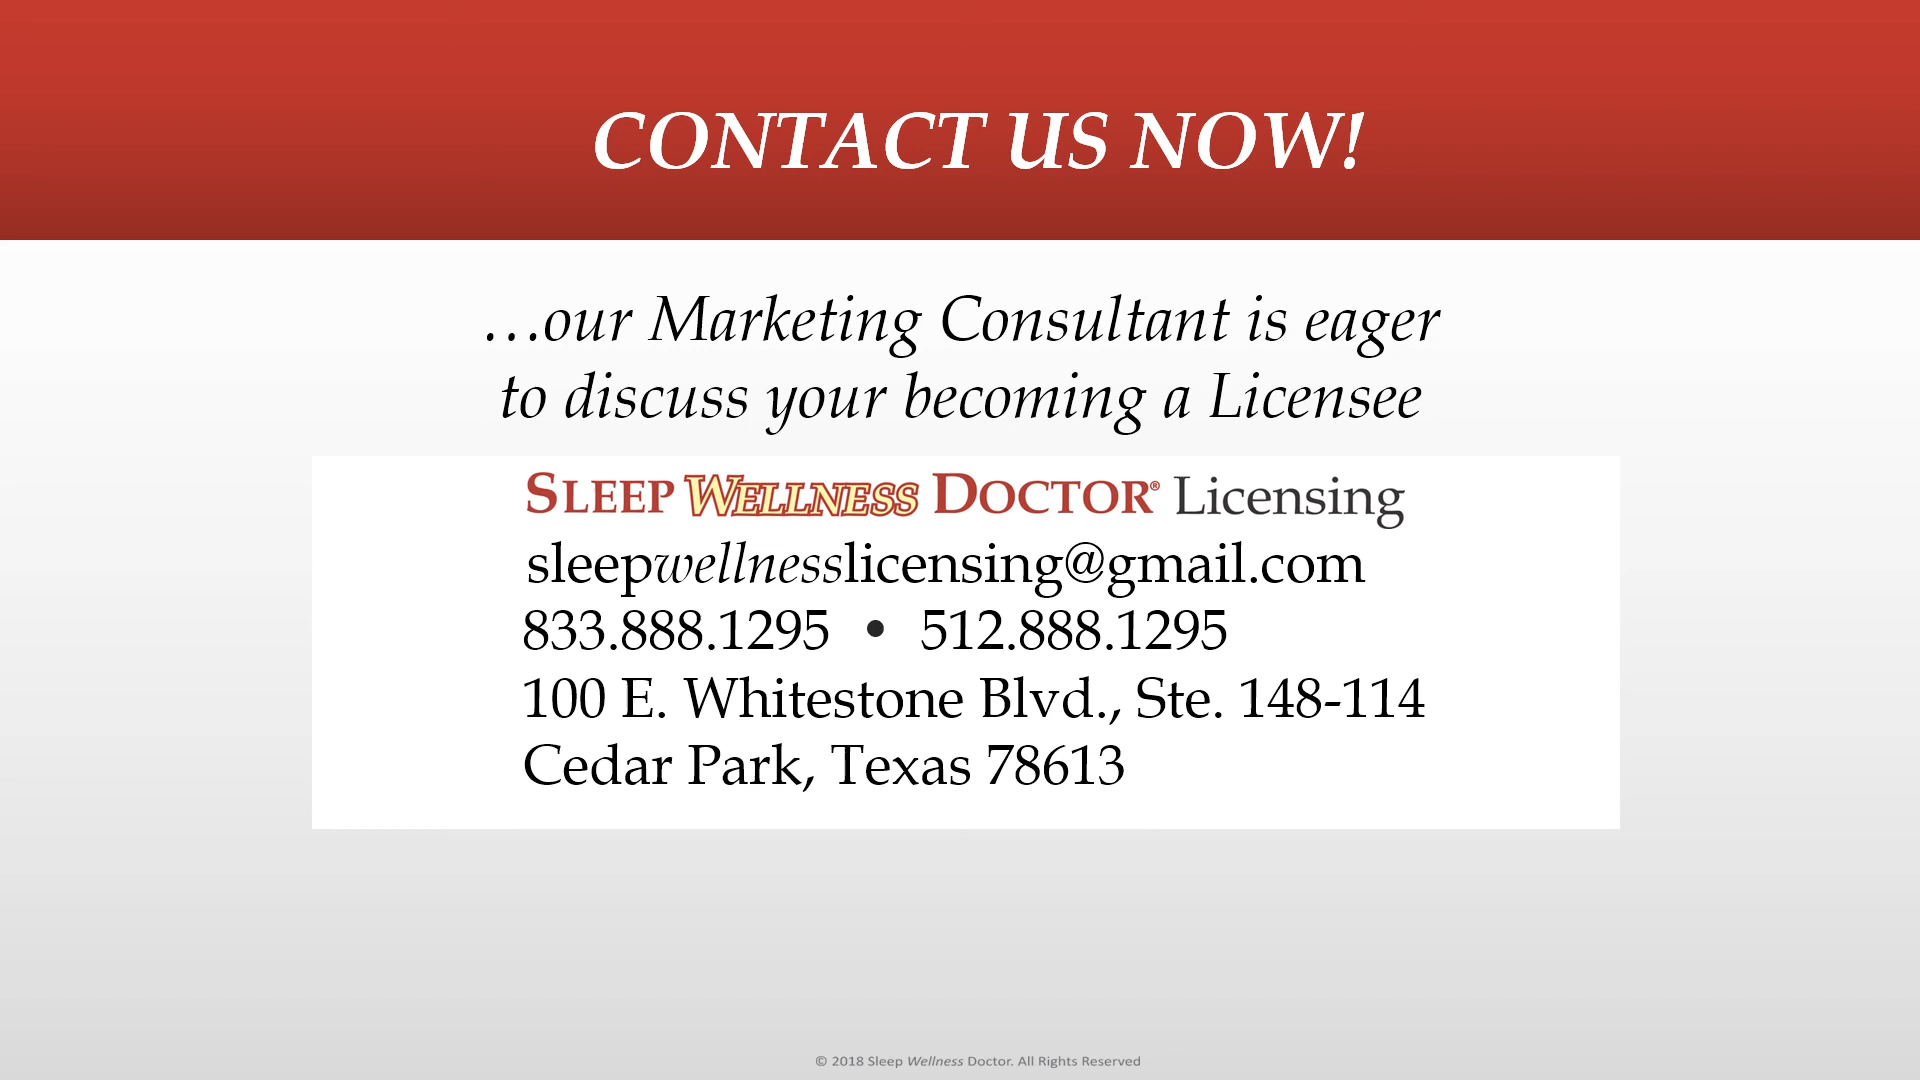 CONTACT US NOW!
…our Marketing Consultant is eager
to discuss your becoming a Licensee
SLEEP WELLNESS DOCTOR® Licensing
sleepwellnesslicensing@gmail.com
833.888.1295 • 512.888.1295
100 E. Whitestone Blvd., Ste. 148-114
Cedar Park, Texas 78613
© 2018 Sleep Wellness Doctor. All Rights Reserved